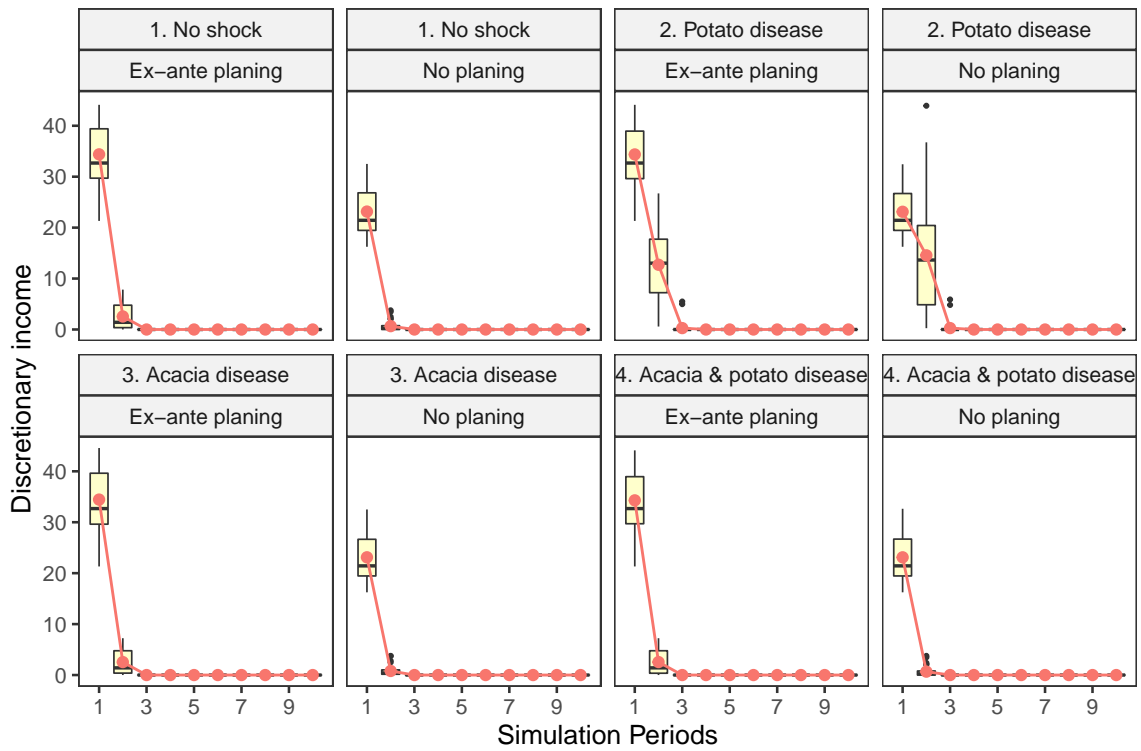 1. No shock
1. No shock
2. Potato disease
2. Potato disease
Ex-ante planing
No planing
Ex-ante planing
No planing
40
30
20
10
0
3. Acacia disease
3. Acacia disease
4. Acacia & potato disease
4. Acacia & potato disease
Ex-ante planing
No planing
Ex-ante planing
No planing
40
30
20
10
0
Discretionary income
1 3 5 7 9
1 3 5 7 9
1 3 5 7 9
1 3 5 7 9
Simulation Periods